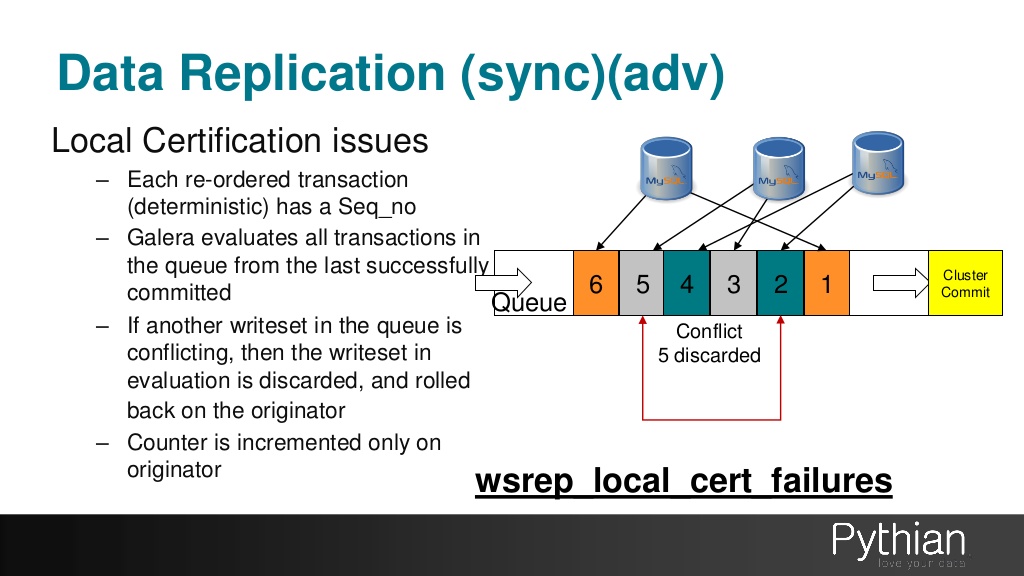 Data Replication (sync)(adv)
Local Certification issues
– Each re-ordered transaction
(deterministic) has a Seq_no
– Galera evaluates all transactions in
the queue from the last successfully
committed
– If another writeset in the queue is
conflicting, then the writeset in
evaluation is discarded, and rolled
back on the originator
– Counter is incremented only on
originator
MySQL MySQL MySQL
Queue 6 5 4 3 2 1
Cluster
Commit
Conflict
5 discarded
wsrep_local_cert_failures
Pythian
love your data